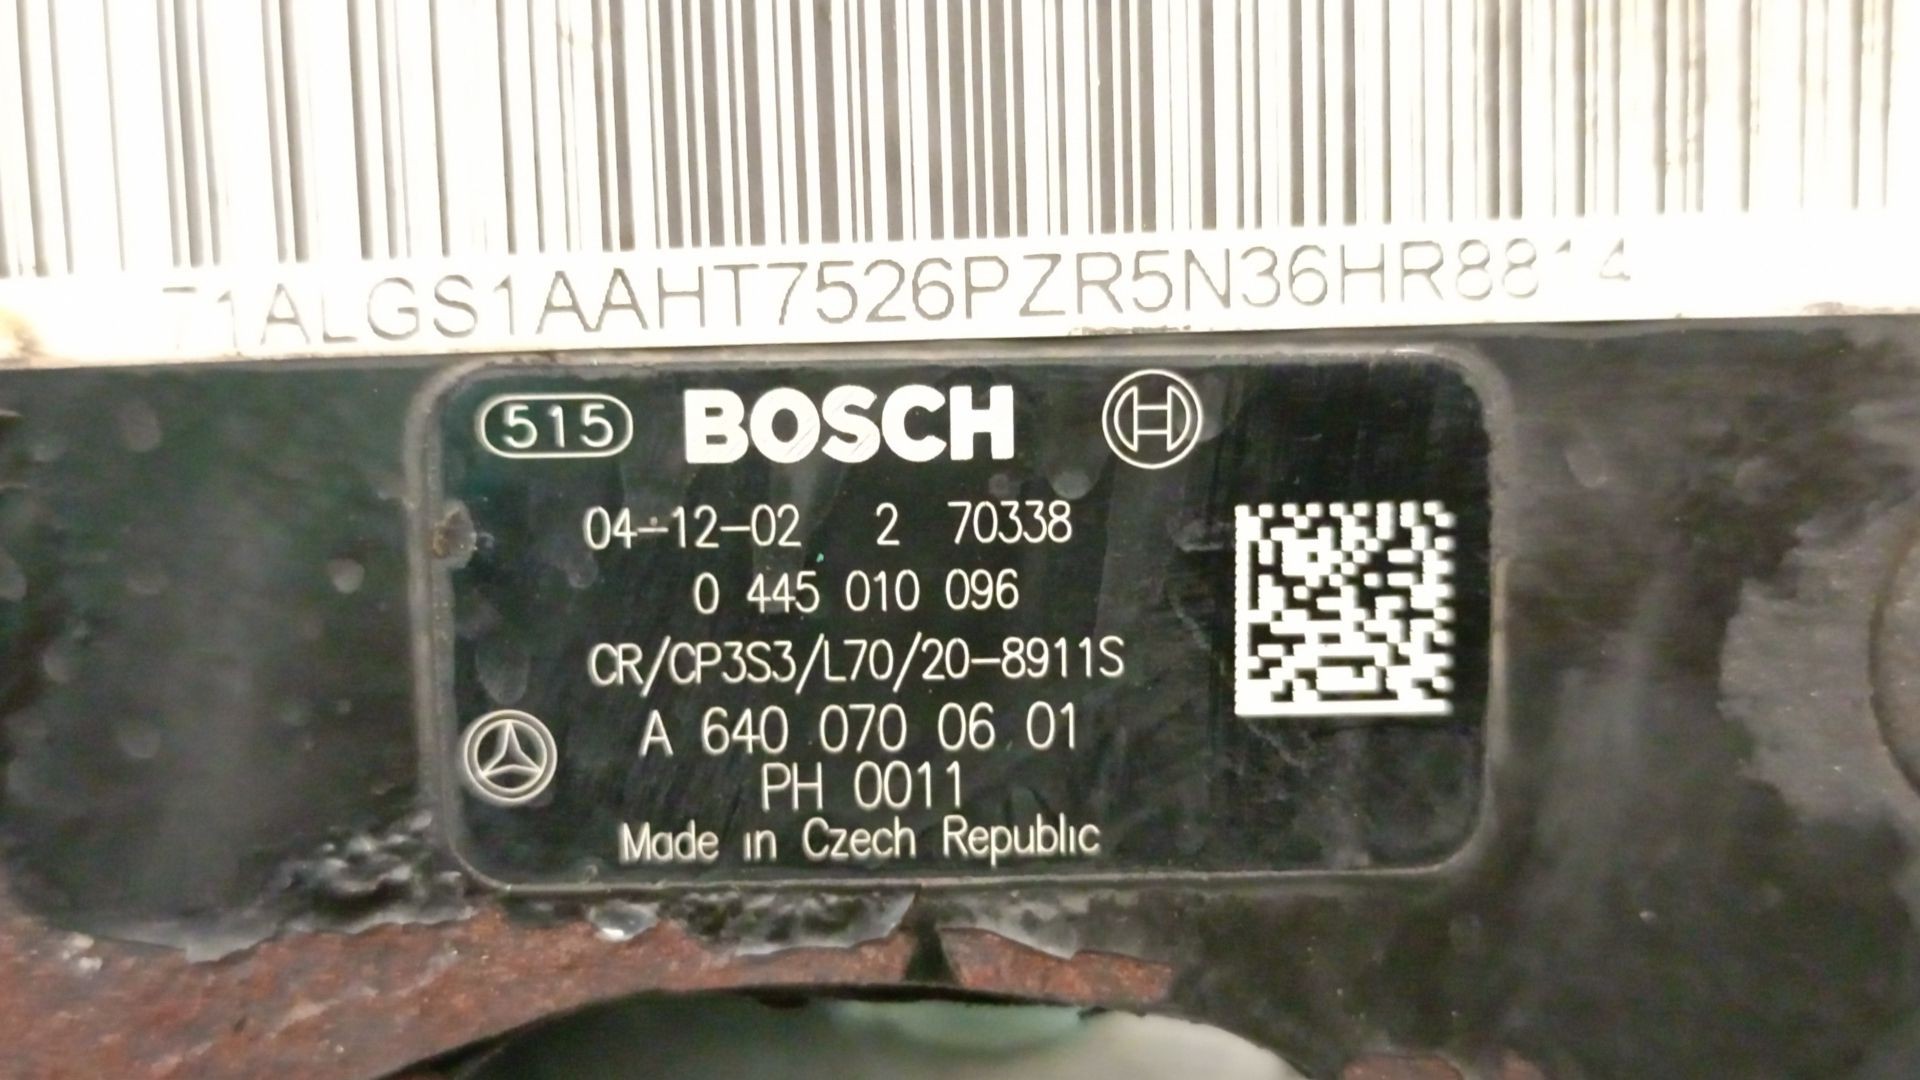 71ALGS1AAHT7526PZR5N36HR8814
515 BOSCH
04-12-02 2 70338
0 445 010 096
CR/CP3S3/L70/20-8911S
A 640 070 06 01
PH 0011
Made in Czech Republic